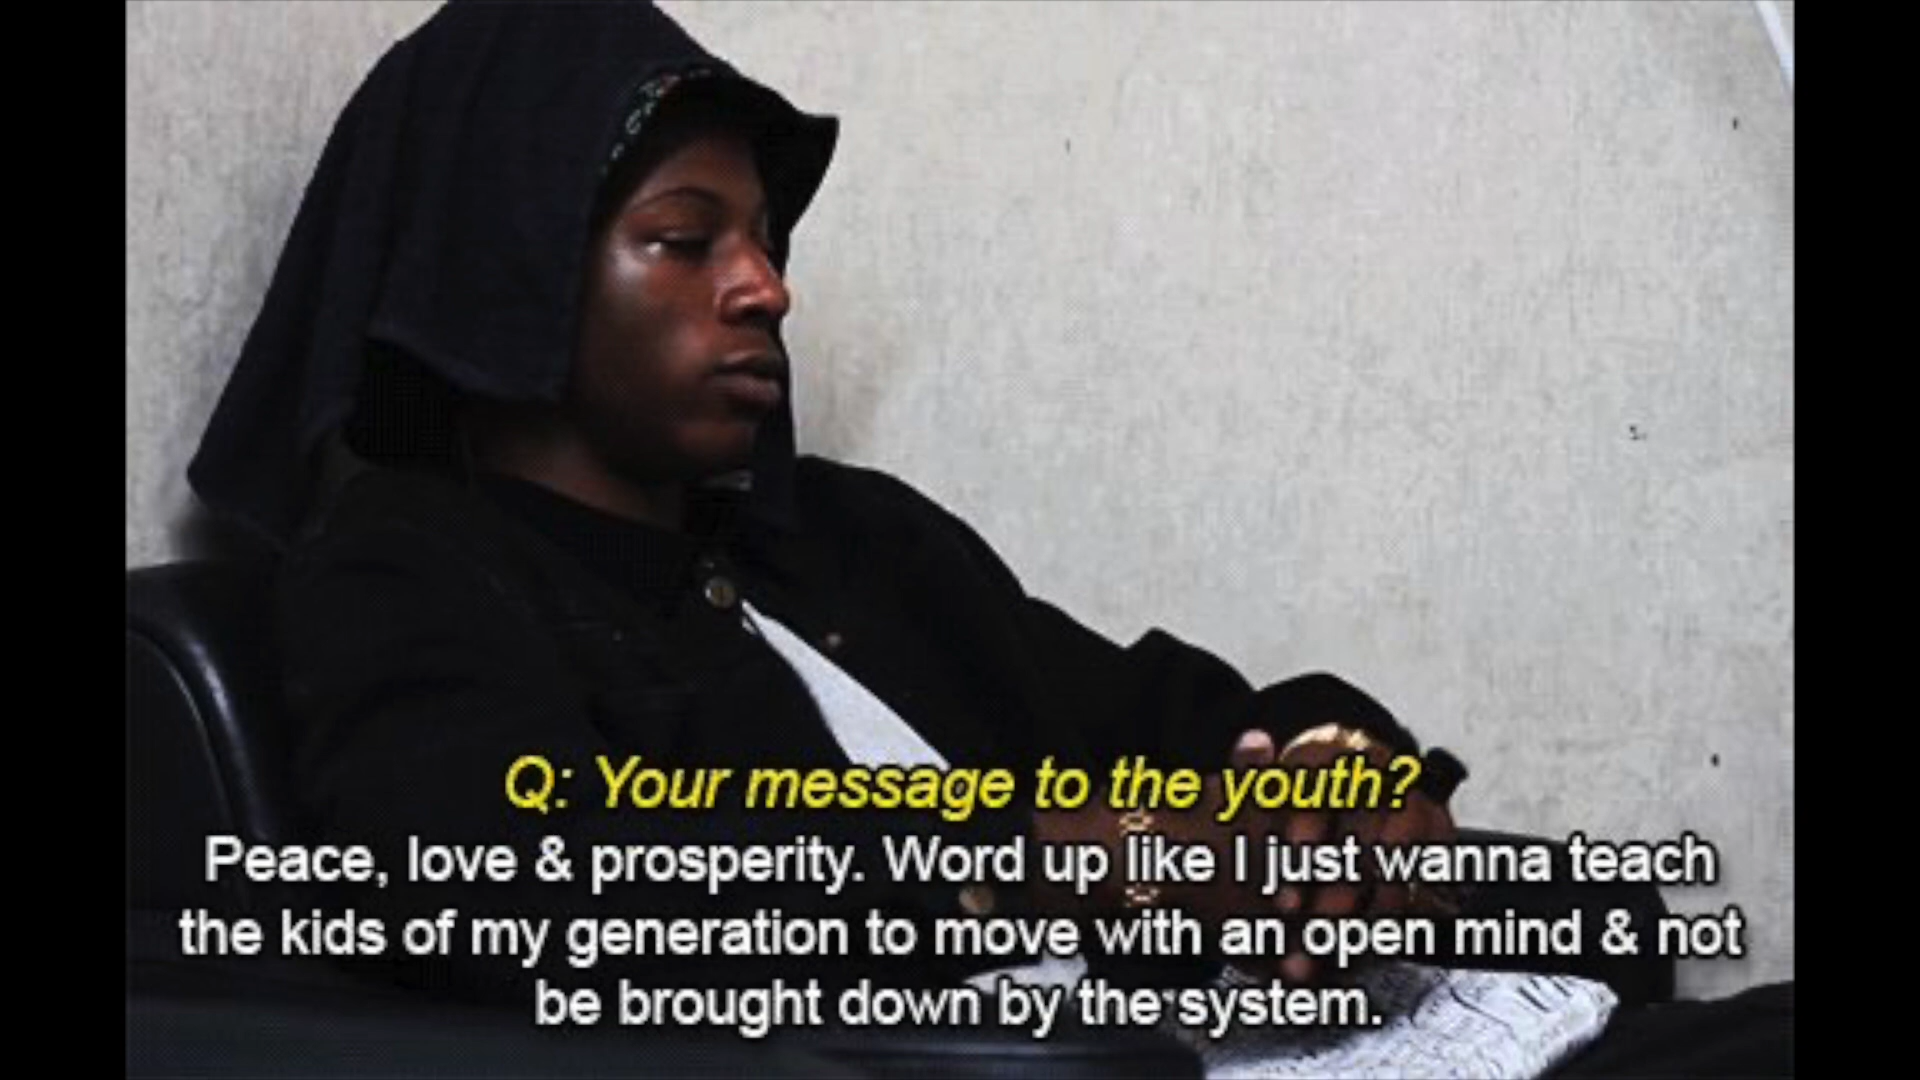 Q: Your message to the youth?
Peace, love & prosperity. Word up like I just wanna teach
the kids of my generation to move with an open mind & not
be brought down by the system.